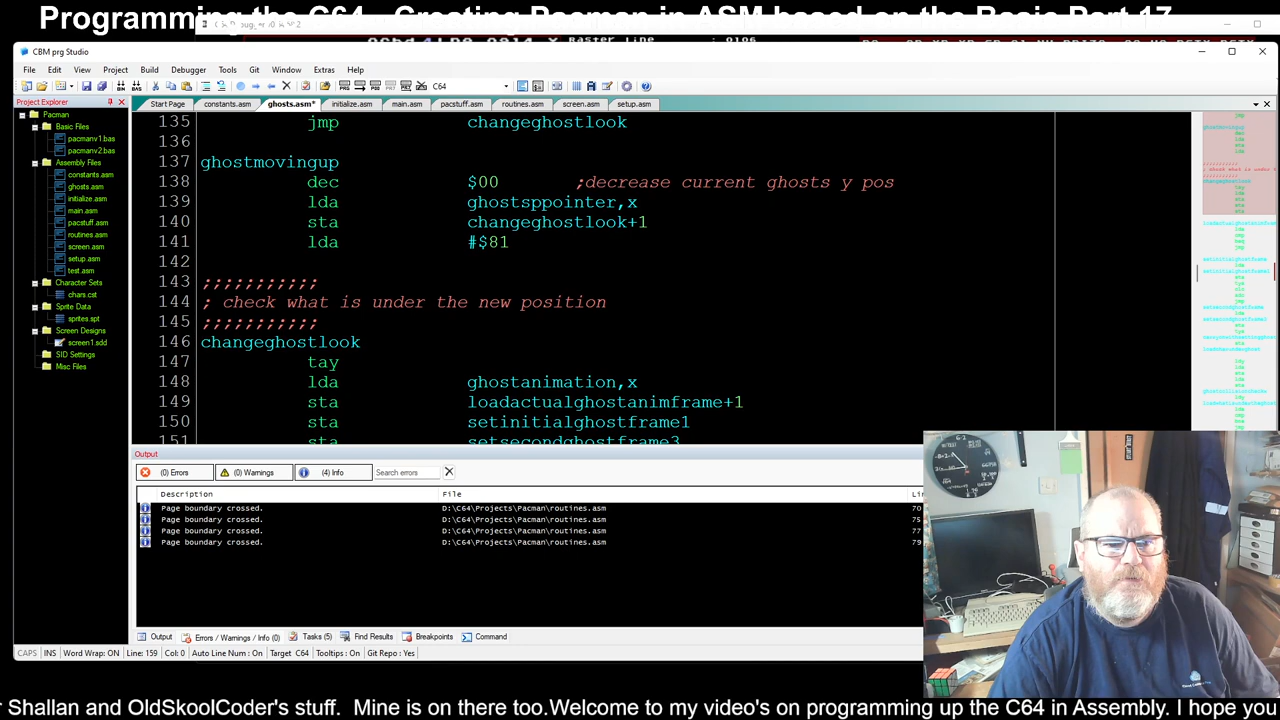 Programming the C64 - Creating Pacman in ASM based on the Basic Part 17
CBM prg Studio
File Edit View Project Build Debugger Tools Git Window Extras Help
C64
Project Explorer
Start Page constants.asm ghosts.asm* initialize.asm main.asm pacstuff.asm routines.asm screen.asm setup.asm
Pacman
Basic Files
pacmanv1.bas
pacmanv2.bas
Assembly Files
constants.asm
ghosts.asm
initialize.asm
main.asm
pacstuff.asm
routines.asm
screen.asm
setup.asm
test.asm
Character Sets
chars.cst
Sprite Data
sprites.spt
Screen Designs
screen1.sdd
SID Settings
Misc Files
135 jmp changeghostlook
136
137 ghostmovingup
138 dec $00 ;decrease current ghosts y pos
139 lda ghostsppointer,x
140 sta changeghostlook+1
141 lda #$81
142
143 ;;;;;;;;;;;
144 ; check what is under the new position
145 ;;;;;;;;;;;
146 changeghostlook
147 tay
148 lda ghostanimation,x
149 sta loadactualghostanimframe+1
150 sta setinitialghostframe1
151 sta setsecondghostframe3
Output
(0) Errors (0) Warnings (4) Info Search errors
Description File
Page boundary crossed. D:\C64\Projects\Pacman\routines.asm 70
Page boundary crossed. D:\C64\Projects\Pacman\routines.asm 75
Page boundary crossed. D:\C64\Projects\Pacman\routines.asm 77
Page boundary crossed. D:\C64\Projects\Pacman\routines.asm 79
Output Errors / Warnings / Info (0) Tasks (5) Find Results Breakpoints Command
CAPS INS Word Wrap: ON Line: 159 Col: 0 Auto Line Num : On Target C64 Tooltips : On Git Repo : Yes
r Shallan and OldSkoolCoder's stuff. Mine is on there too.Welcome to my video's on programming up the C64 in Assembly. I hope you